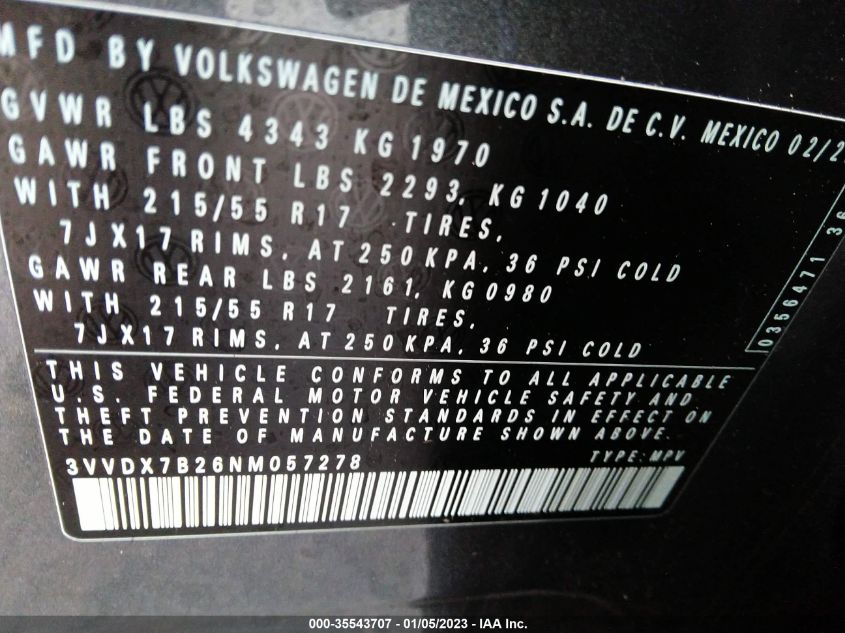 MFD BY VOLKSWAGEN DE MEXICO S.A. DE C.V. MEXICO
GVWR LBS 4343 KG 1970
GAWR FRONT LBS 2293, KG 1040
WITH 215/55 R17 TIRES,
7JX17 RIMS, AT 250 KPA, 36 PSI COLD
GAWR REAR LBS 2161, KG 0980
WITH 215/55 R17 TIRES,
7JX17 RIMS, AT 250 KPA, 36 PSI COLD
0356471 36
THIS VEHICLE CONFORMS TO ALL APPLICABLE
U.S. FEDERAL MOTOR VEHICLE SAFETY AND
THEFT PREVENTION STANDARDS IN EFFECT ON
THE DATE OF MANUFACTURE SHOWN ABOVE.
3VVDX7B26NM057278 TYPE: MPV
000-35543707 - 01/05/2023 - IAA Inc.